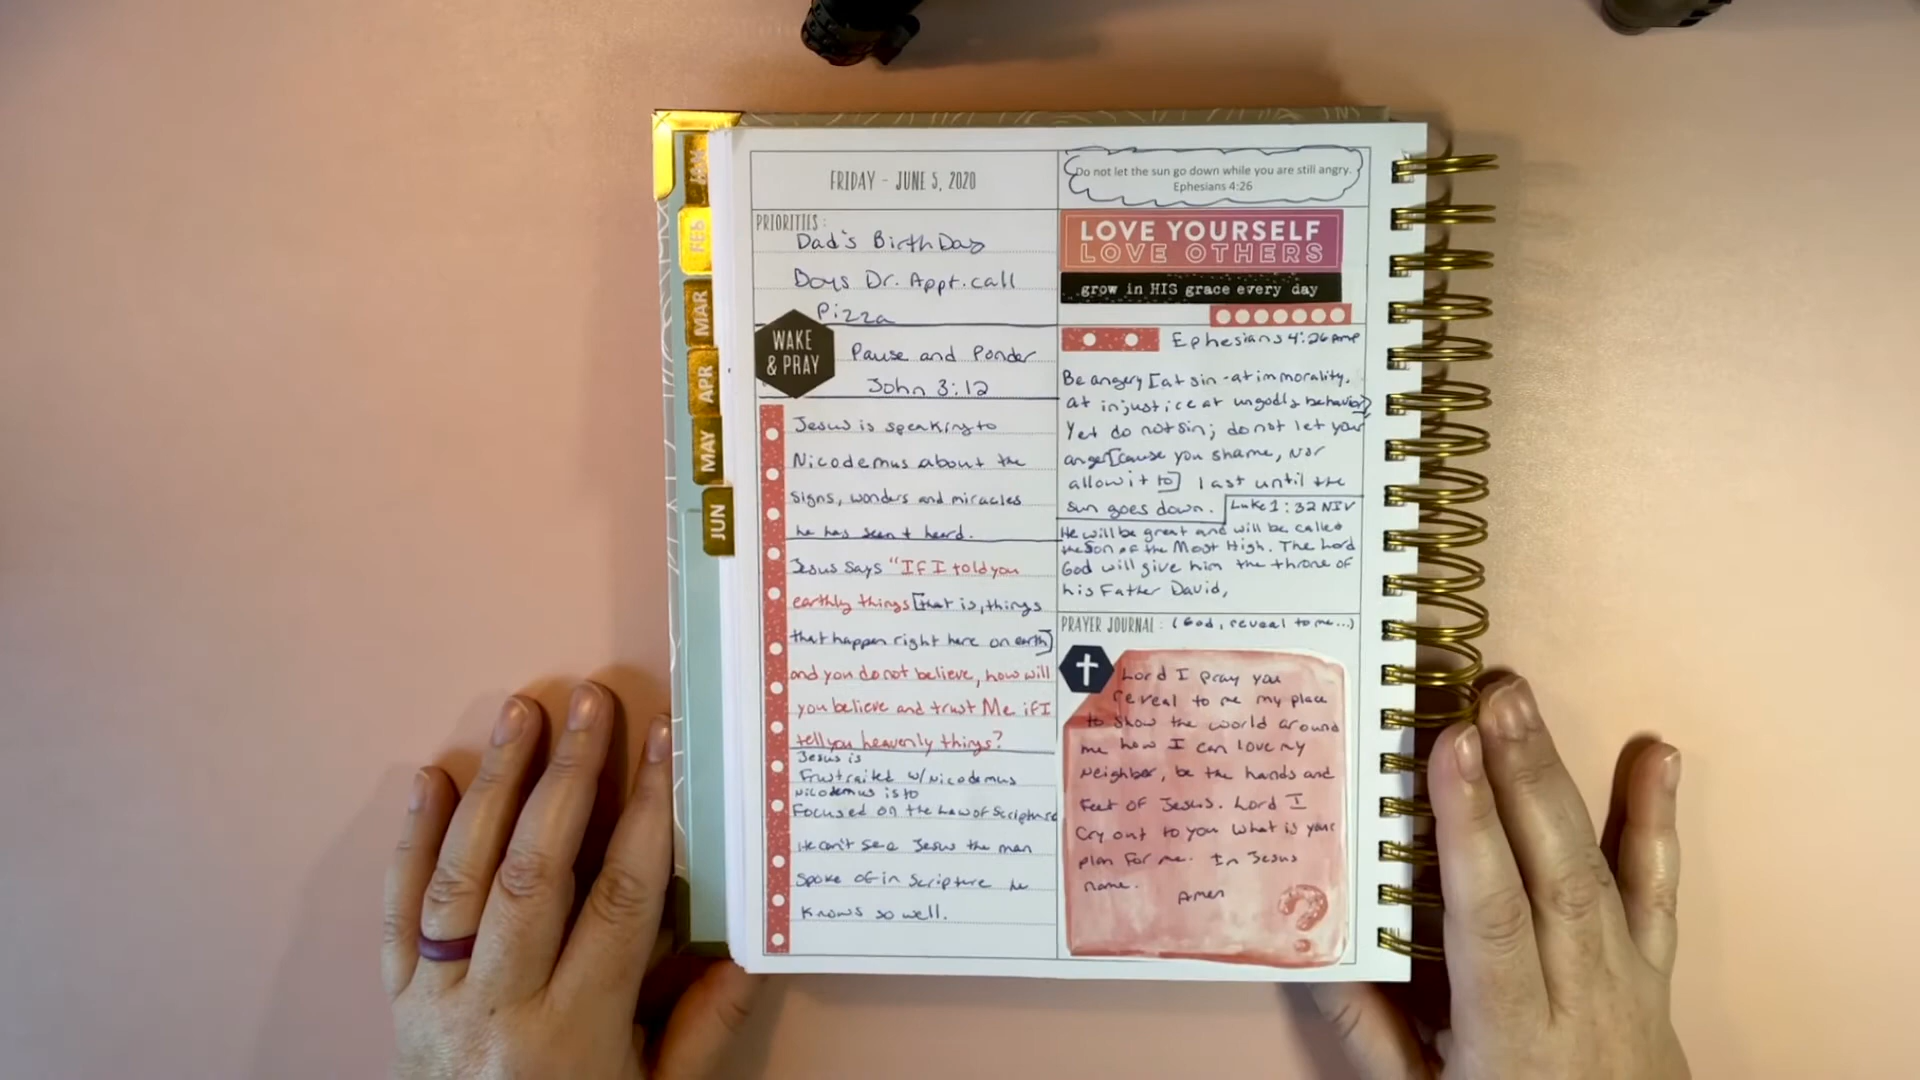 JAN
FEB
MAR
APR
MAY
JUN
FRIDAY - JUNE 5, 2020
PRIORITIES:
Dad's BirthDay
Boys Dr. Appt. call
Pizza
WAKE
& PRAY
Pause and Ponder
John 3:12
Jesus is speaking to
Nicodemus about the
signs, wonders and miracles
he has seen + heard.
Jesus says "If I told you
earthly things [that is, things
that happen right here on earth]
and you do not believe, how will
you believe and trust Me if I
tell you heavenly things?
Jesus is
Frustraited w/Nicodemus
Nicodemus is to
Focused on the Law of Scripture
He can't see Jesus the man
spoke of in Scripture he
knows so well.
Do not let the sun go down while you are still angry.
Ephesians 4:26
LOVE YOURSELF
LOVE OTHERS
grow in HIS grace every day
Ephesians 4:26 AMP
Be angery [at sin - at immorality,
at injustice at ungodly behavior]
Yet do not sin; do not let your
anger [cause you shame, nor
allow it to] last until the
sun goes down.
Luke 1:32 NIV
He will be great and will be called
the Son of the Most High. The Lord
God will give him the throne of
his Father David,
PRAYER JOURNAL: (God, reveal to me...)
Lord I pray you
reveal to me my place
to show the world around
me how I can love my
Neighbor, be the hands and
feet of Jesus. Lord I
Cry out to you what is your
plan for me. In Jesus
name.
Amen
?